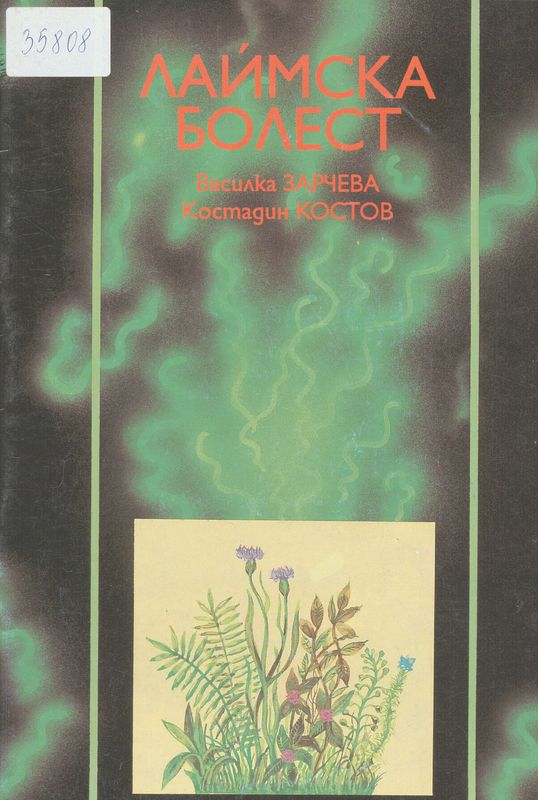 35808
ЛАЙМСКА
БОЛЕСТ
Василка ЗАРЧЕВА
Костадин КОСТОВ